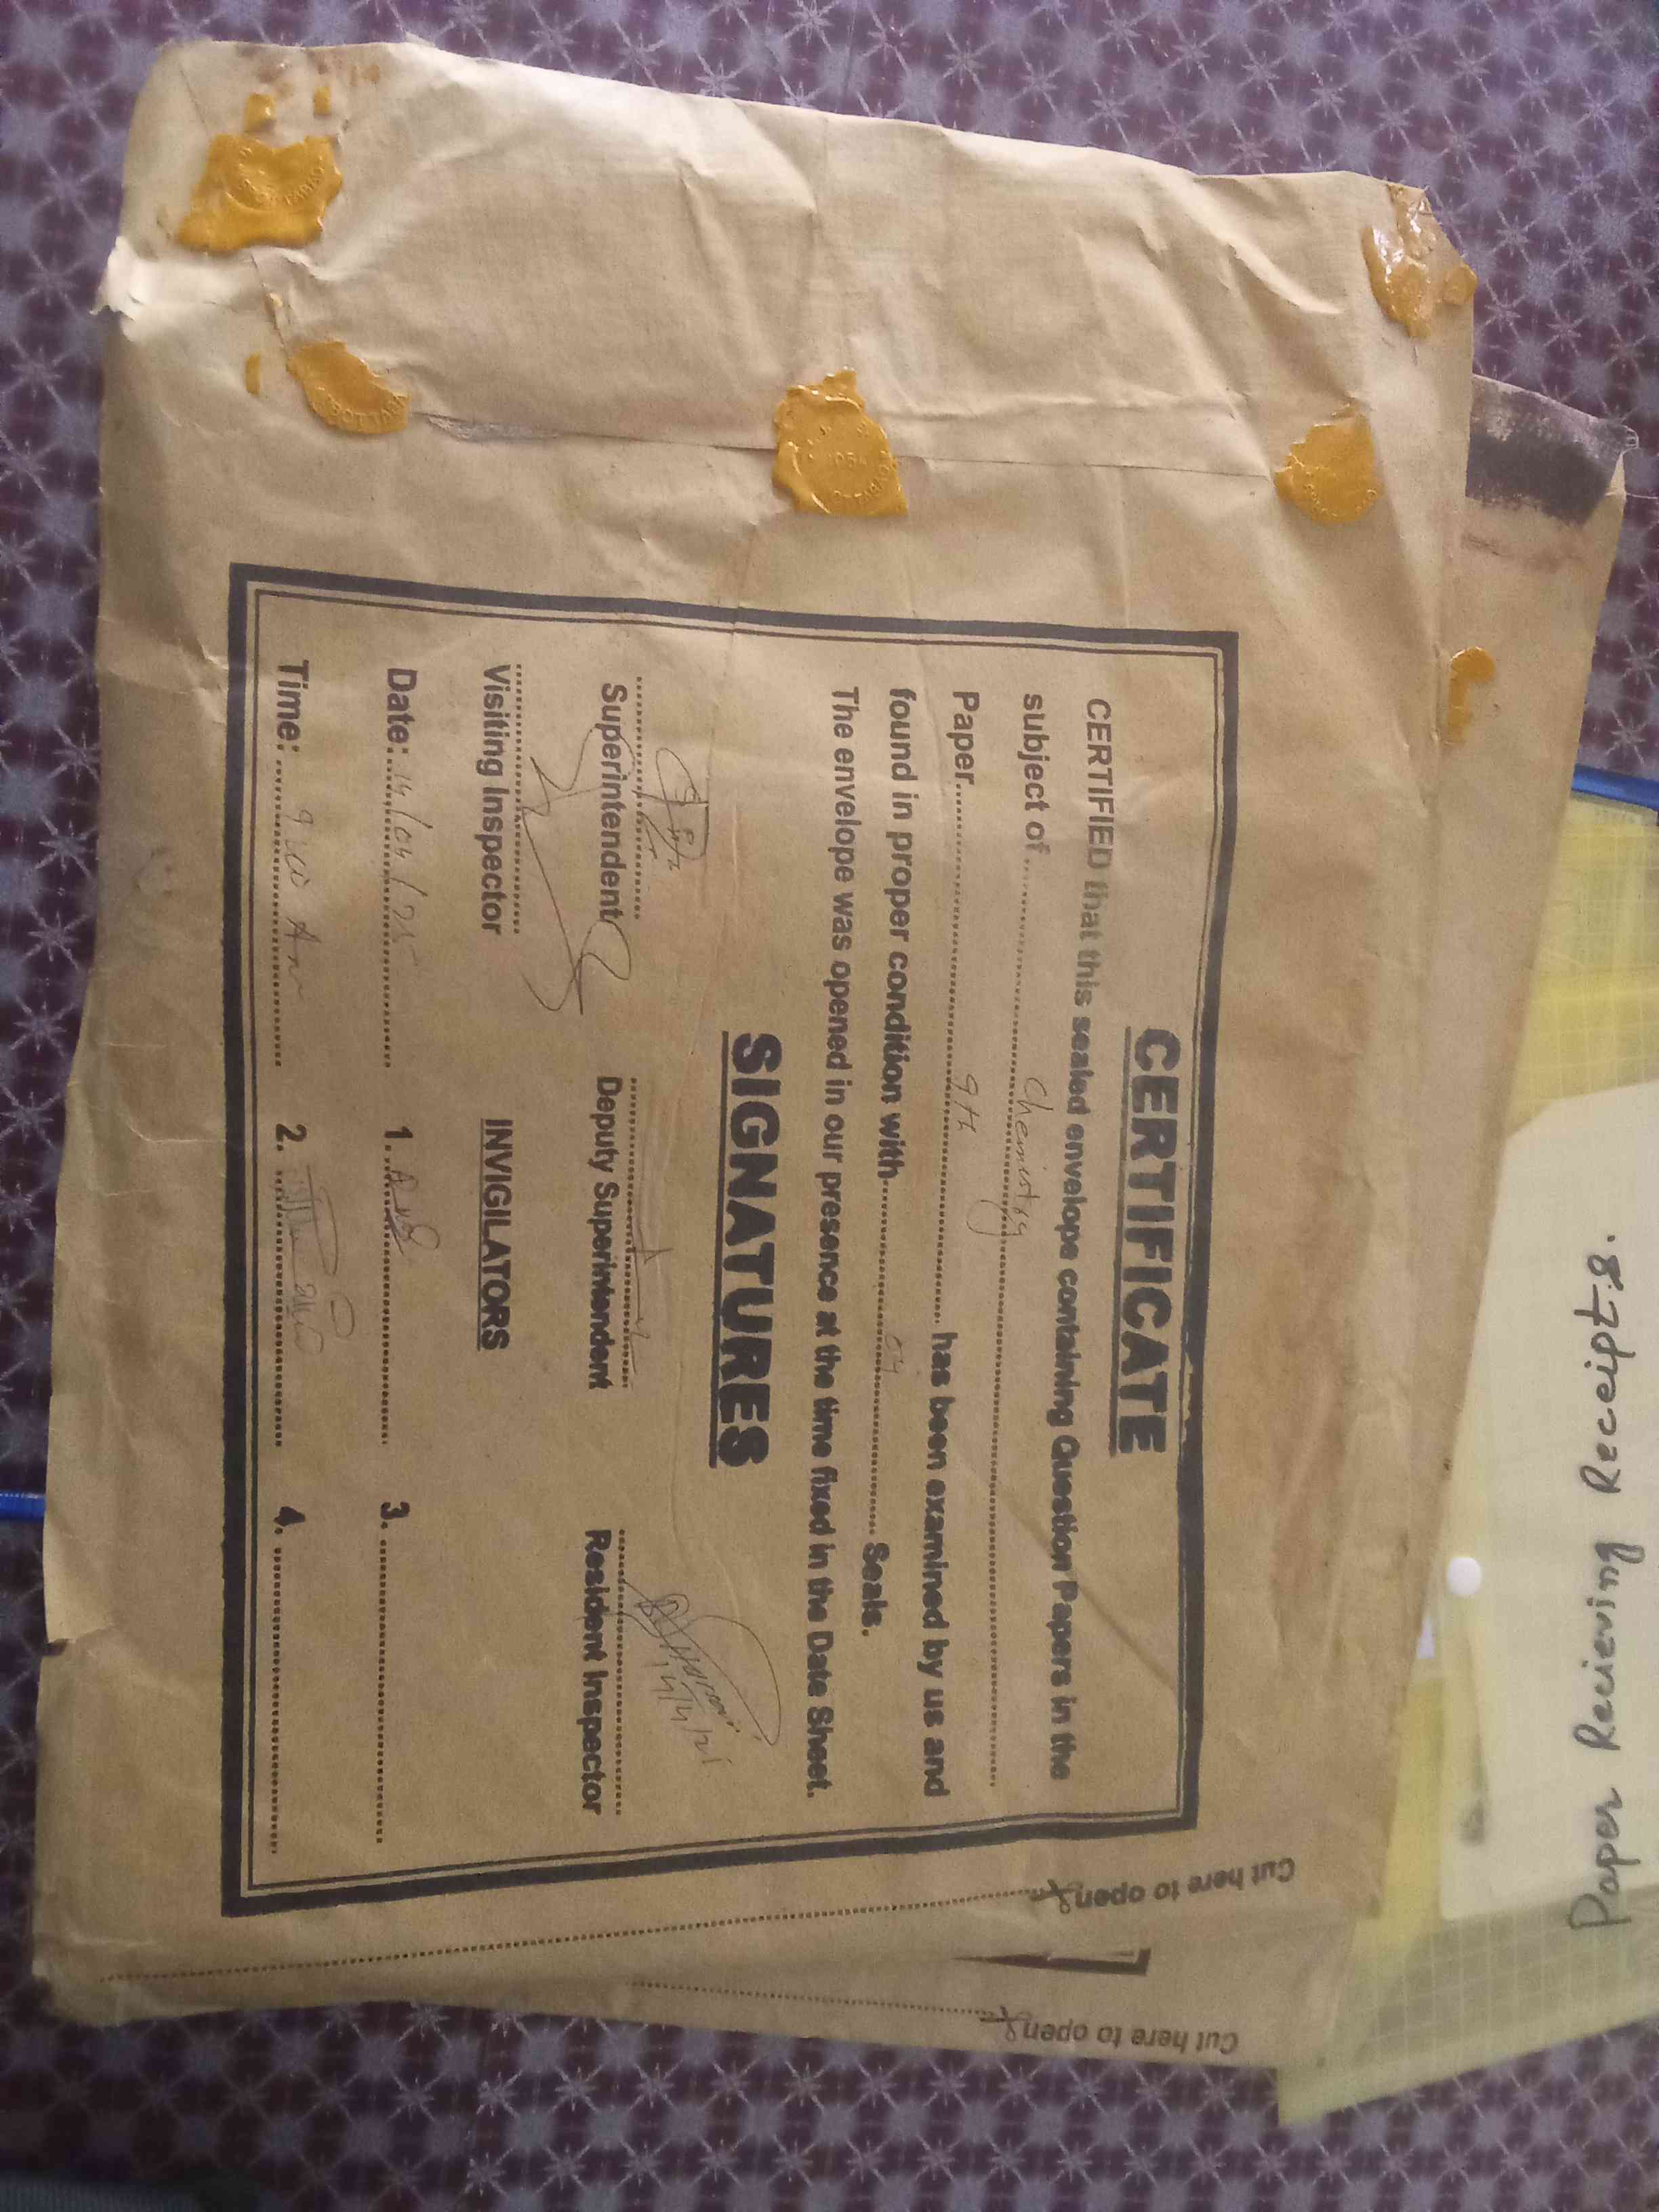 CERTIFICATE
CERTIFIED that this sealed envelope containing Question Papers in the
subject of ............ Chemistry ............
Paper............ 9th ............ has been examined by us and
found in proper condition with............ 04 ............ Seals.
The envelope was opened in our presence at the time fixed in the Date Sheet.
SIGNATURES
Superintendent Deputy Superintendent Resident Inspector
Visiting Inspector INVIGILATORS
Date: 14/04/25 1. 3.
Time: 9:00 Am 2. 4.
Cut here to open
Cut here to open
Paper Recieving Receipts.